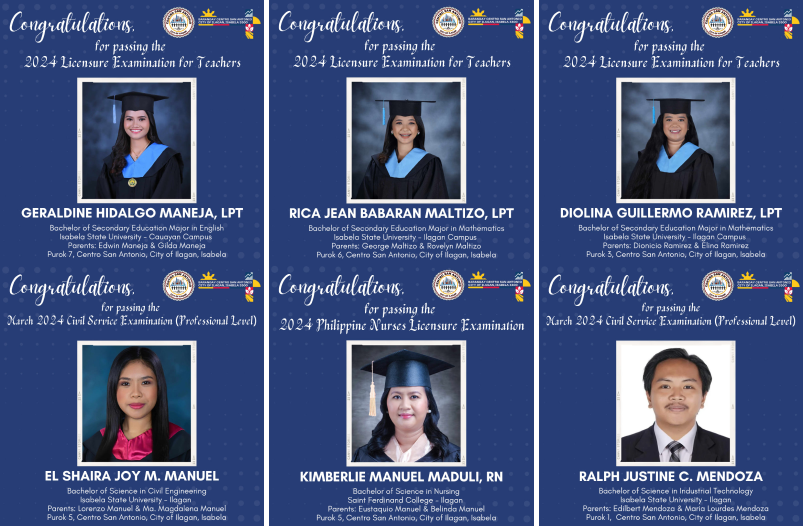 Congratulations,
for passing the
2024 Licensure Examination for Teachers
GERALDINE HIDALGO MANEJA, LPT
Bachelor of Secondary Education Major in English
Isabela State University - Cauayan Campus
Parents: Edwin Maneja & Gilda Maneja
Purok 7, Centro San Antonio, City of Ilagan, Isabela
Congratulations,
for passing the
2024 Licensure Examination for Teachers
RICA JEAN BABARAN MALTIZO, LPT
Bachelor of Secondary Education Major in Mathematics
Isabela State University - Ilagan Campus
Parents: George Maltizo & Rovelyn Maltizo
Purok 6, Centro San Antonio, City of Ilagan, Isabela
Congratulations,
for passing the
2024 Licensure Examination for Teachers
DIOLINA GUILLERMO RAMIREZ, LPT
Bachelor of Secondary Education Major in Mathematics
Isabela State University - Ilagan Campus
Parents: Dionicio Ramirez & Elina Ramirez
Purok 3, Centro San Antonio, City of Ilagan, Isabela
Congratulations,
for passing the
March 2024 Civil Service Examination (Professional Level)
EL SHAIRA JOY M. MANUEL
Bachelor of Science in Civil Engineering
Isabela State University - Ilagan
Parents: Lorenzo Manuel & Ma. Magdalena Manuel
Purok 5, Centro San Antonio, City of Ilagan, Isabela
Congratulations,
for passing the
2024 Philippine Nurses Licensure Examination
KIMBERLIE MANUEL MADULI, RN
Bachelor of Science in Nursing
Saint Ferdinand College - Ilagan
Parents: Eustaquio Manuel & Belinda Manuel
Purok 5, Centro San Antonio, City of Ilagan, Isabela
Congratulations,
for passing the
March 2024 Civil Service Examination (Professional Level)
RALPH JUSTINE C. MENDOZA
Bachelor of Science in Industrial Technology
Isabela State University - Ilagan
Parents: Edilbert Mendoza & Maria Lourdes Mendoza
Purok 1, Centro San Antonio, City of Ilagan, Isabela